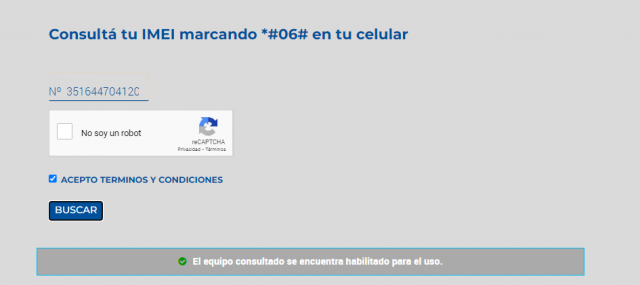 Consultá tu IMEI marcando *#06# en tu celular
Nº 351644704120
No soy un robot
reCAPTCHA
Privacidad - Términos
ACEPTO TERMINOS Y CONDICIONES
BUSCAR
El equipo consultado se encuentra habilitado para el uso.